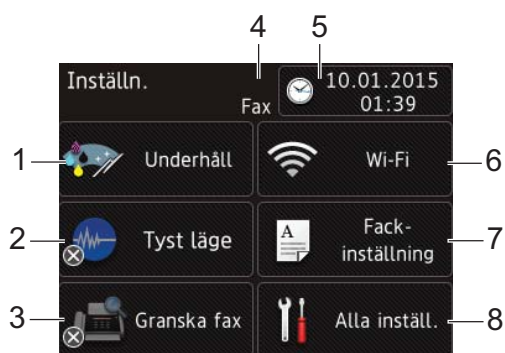 4 5
Inställn.
Fax
10.01.2015
01:39
1 Underhåll
Wi-Fi 6
2 Tyst läge
A
Fack-
inställning 7
3 Granska fax
Alla inställ. 8